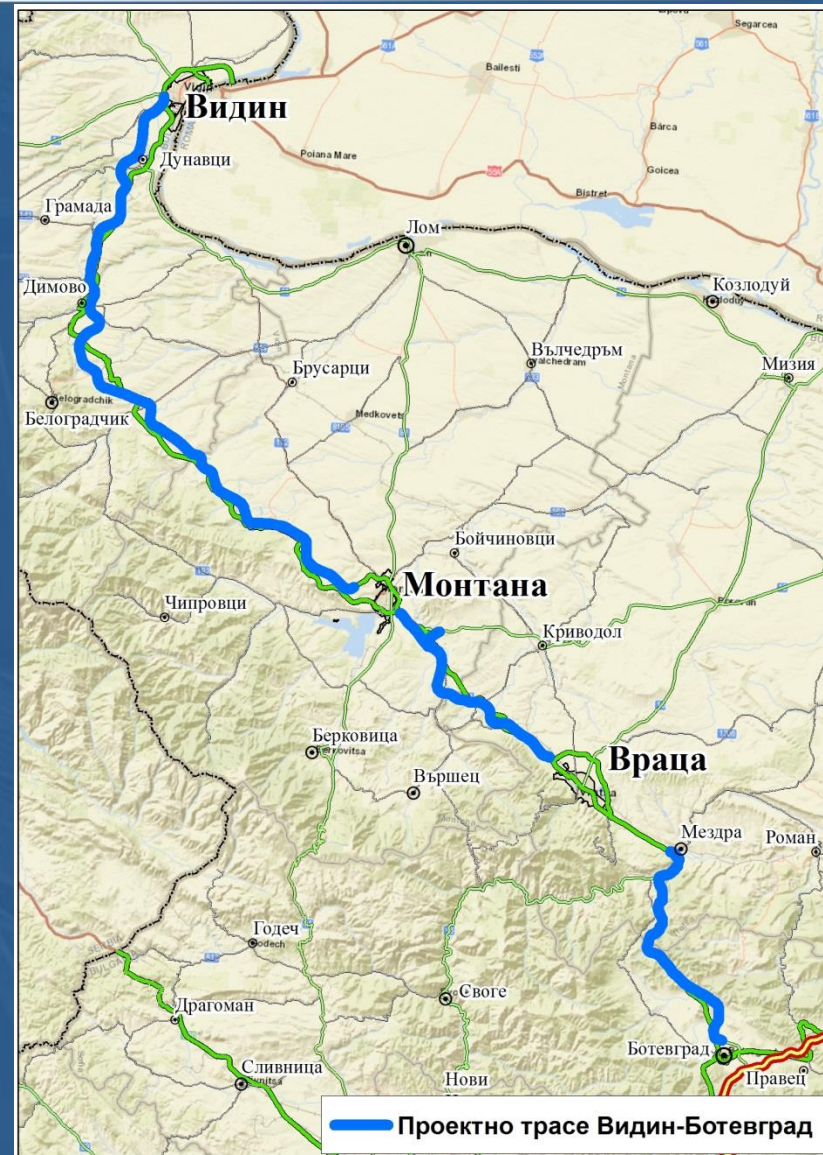 Segarcea
Bailesti
Видин
Bârca
Poiana Mare
Goicea
Дунавци
Bistret
Грамада
Лом
Козлодуй
Димово
Вълчедръм
Valchedram
Мизия
Брусарци
Белоградчик
Medkovets
Бойчиновци
Монтана
Чипровци
Криводол
Берковица
Враца
Вършец
Мездра
Роман
Годеч
Своге
Драгоман
Ботевград
Сливница
Нови
Правец
Проектно трасе Видин-Ботевград